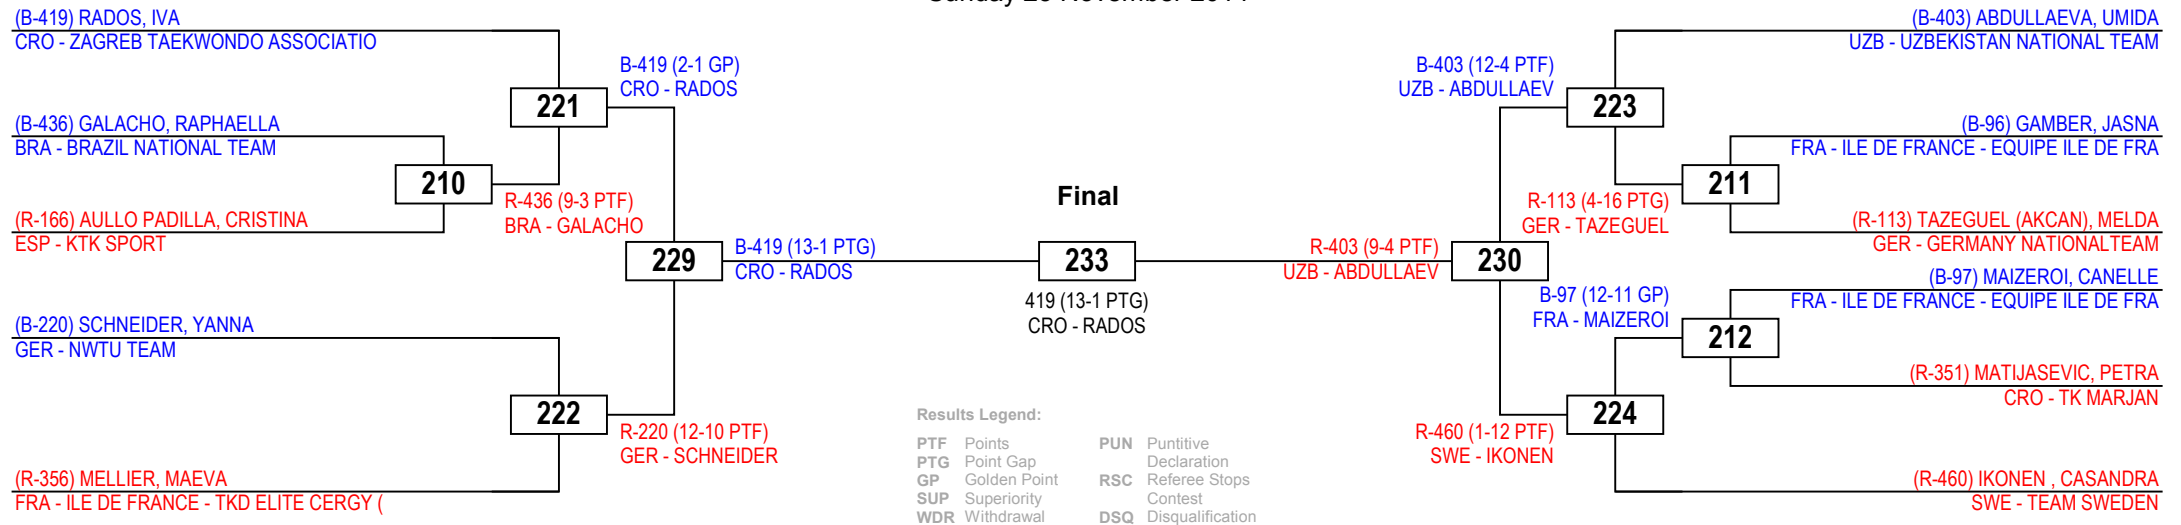 (B-419) RADOS, IVA
CRO - ZAGREB TAEKWONDO ASSOCIATIO
B-419 (2-1 GP)
CRO - RADOS
221
(B-436) GALACHO, RAPHAELLA
BRA - BRAZIL NATIONAL TEAM
210
R-436 (9-3 PTF)
BRA - GALACHO
(R-166) AULLO PADILLA, CRISTINA
ESP - KTK SPORT
229
B-419 (13-1 PTG)
CRO - RADOS
(B-220) SCHNEIDER, YANNA
GER - NWTU TEAM
222
R-220 (12-10 PTF)
GER - SCHNEIDER
(R-356) MELLIER, MAEVA
FRA - ILE DE FRANCE - TKD ELITE CERGY (
Final
233
419 (13-1 PTG)
CRO - RADOS
Results Legend:
PTF Points
PTG Point Gap
GP Golden Point
SUP Superiority
WDR Withdrawal
PUN Puntitive
Declaration
RSC Referee Stops
Contest
DSQ Disqualification
(B-403) ABDULLAEVA, UMIDA
UZB - UZBEKISTAN NATIONAL TEAM
B-403 (12-4 PTF)
UZB - ABDULLAEV
223
(B-96) GAMBER, JASNA
FRA - ILE DE FRANCE - EQUIPE ILE DE FRA
211
R-113 (4-16 PTG)
GER - TAZEGUEL
(R-113) TAZEGUEL (AKCAN), MELDA
GER - GERMANY NATIONALTEAM
R-403 (9-4 PTF)
UZB - ABDULLAEV
230
(B-97) MAIZEROI, CANELLE
FRA - ILE DE FRANCE - EQUIPE ILE DE FRA
B-97 (12-11 GP)
FRA - MAIZEROI
212
(R-351) MATIJASEVIC, PETRA
CRO - TK MARJAN
224
R-460 (1-12 PTF)
SWE - IKONEN
(R-460) IKONEN , CASANDRA
SWE - TEAM SWEDEN